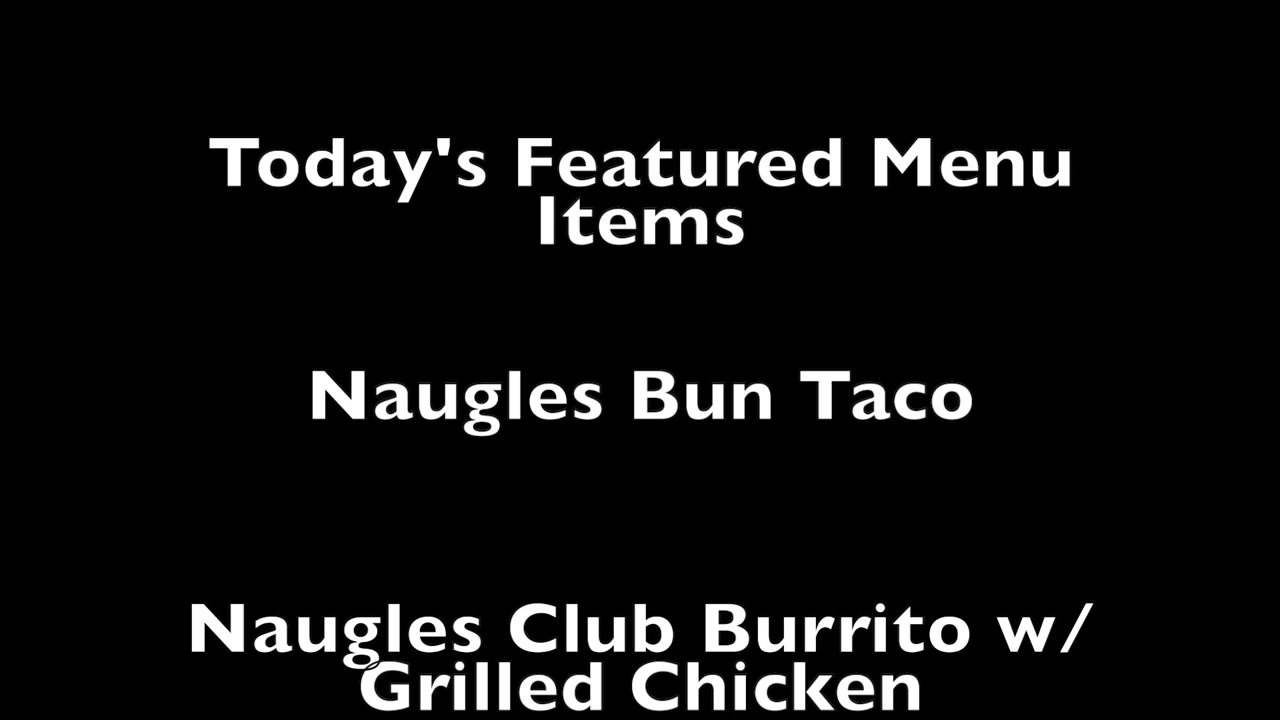 Today's Featured Menu
Items
Naugles Bun Taco
Naugles Club Burrito w/
Grilled Chicken